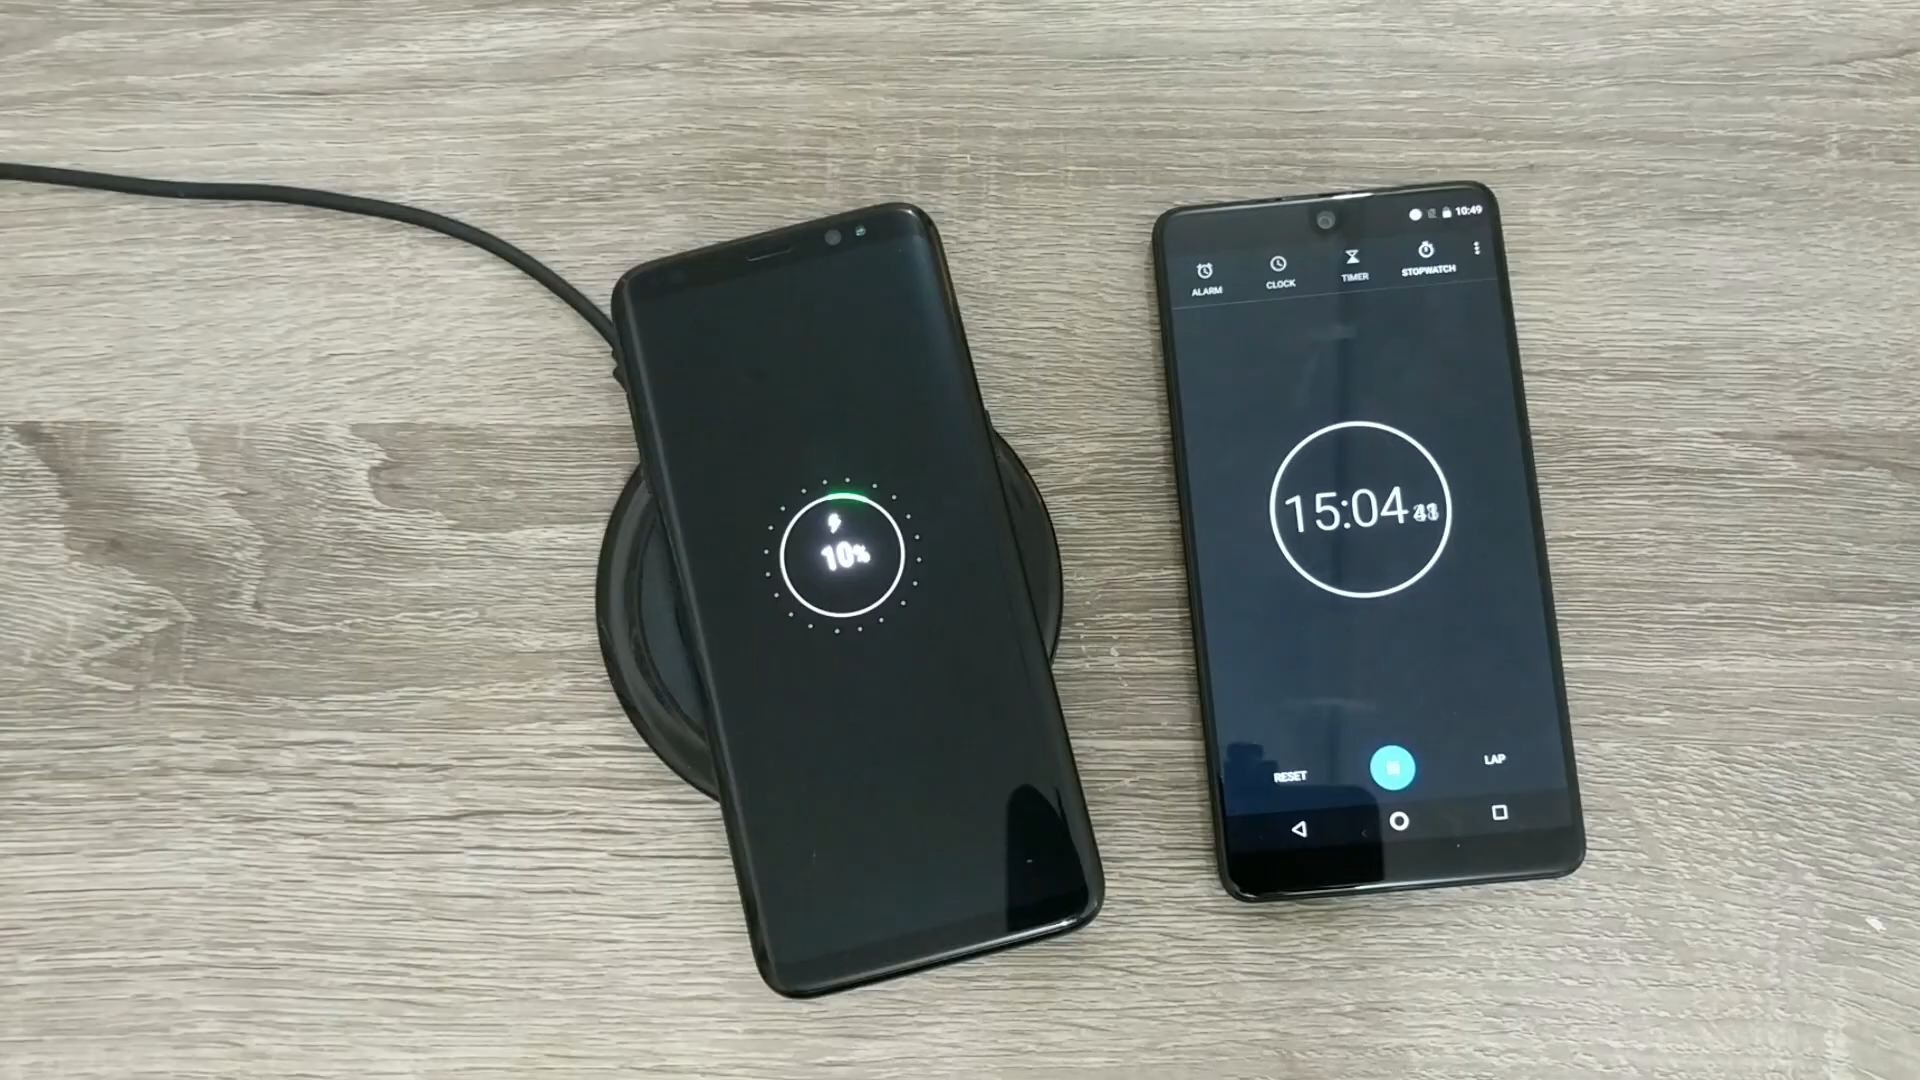 10%
10:49
ALARM
CLOCK
TIMER
STOPWATCH
15:04
RESET
LAP